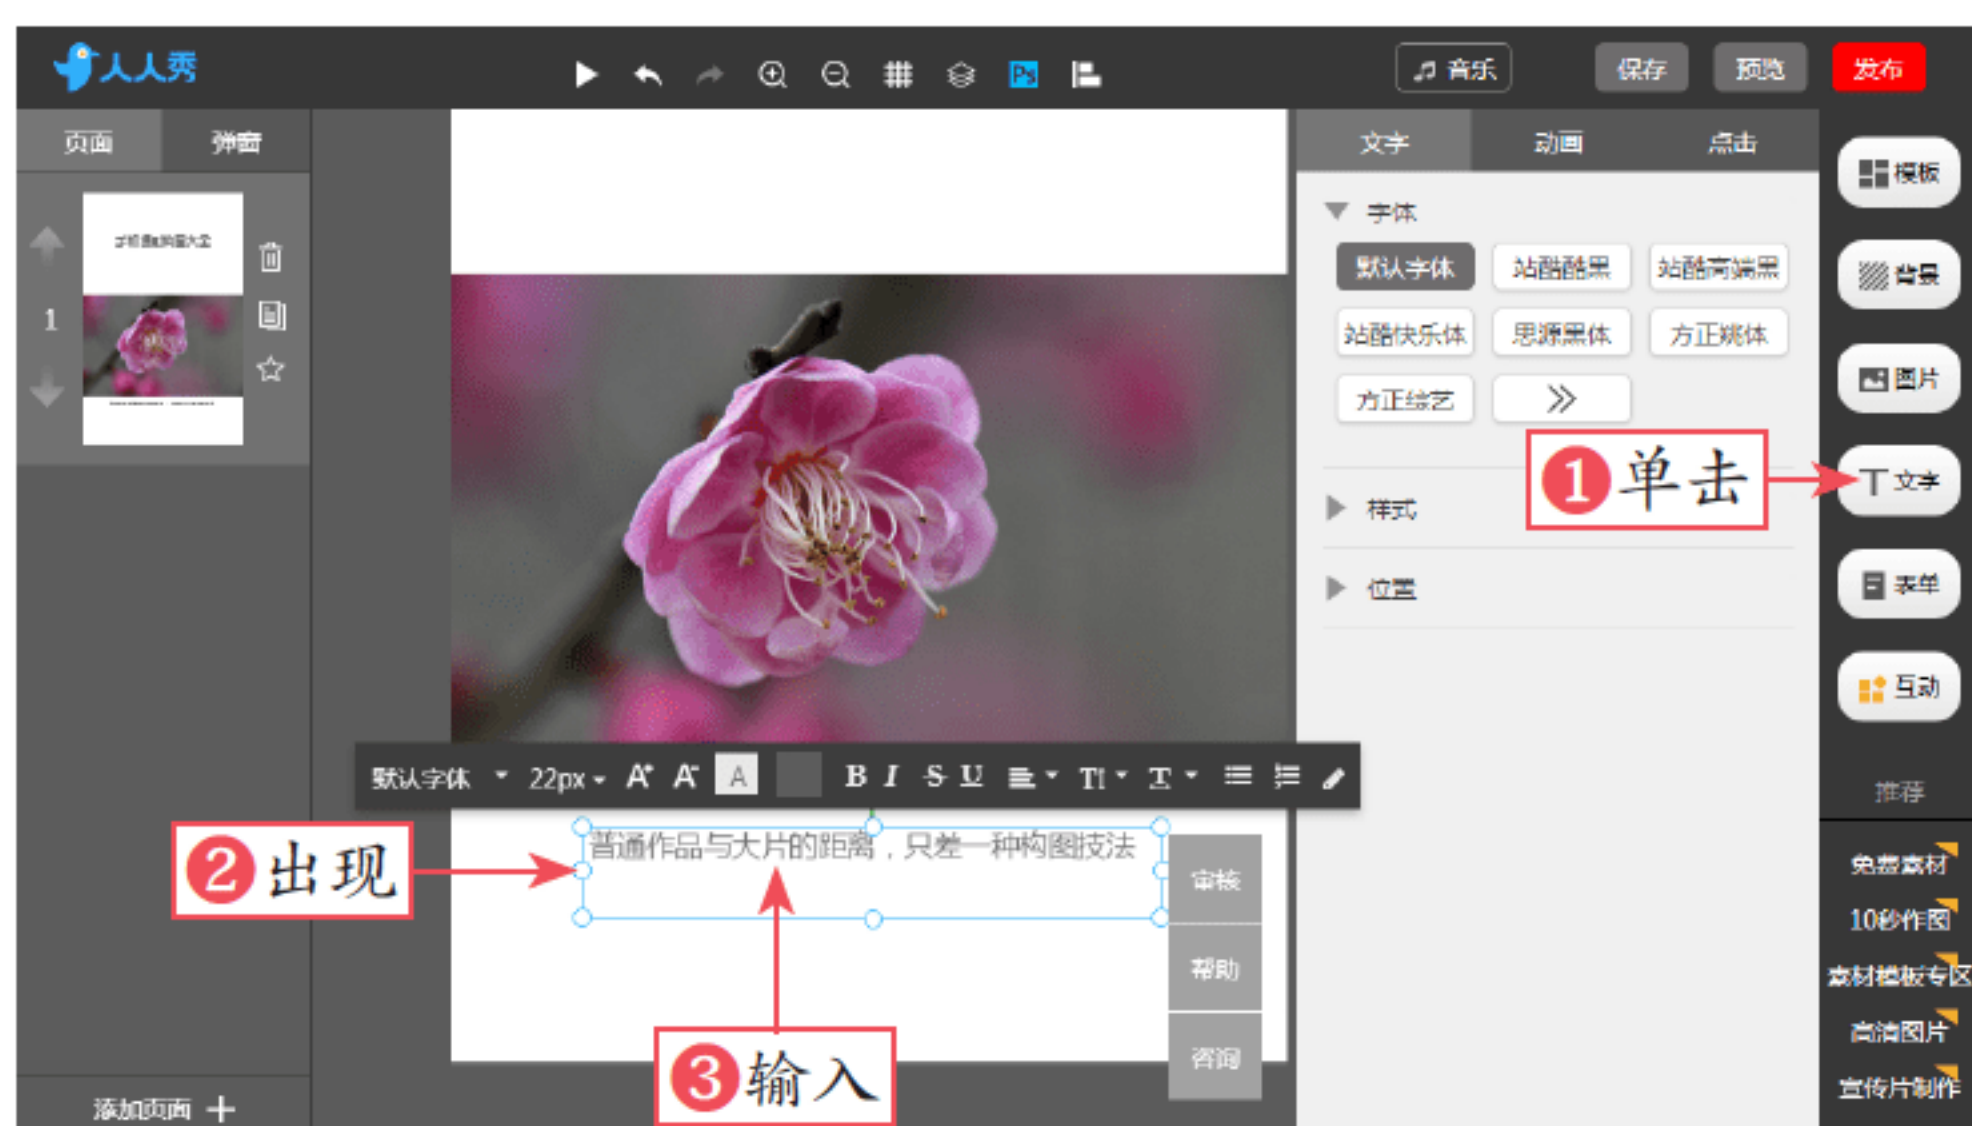 人人秀
Ps
音乐
保存
预览
发布
页面
弹窗
文字
动画
点击
模板
字体
默认字体
站酷酷黑
站酷高端黑
背景
1
站酷快乐体
思源黑体
方正姚体
图片
方正综艺
①单击
文字
样式
位置
表单
互动
默认字体 22px A+ A- A B I S U TI T
推荐
普通作品与大片的距离，只差一种构图技法
②出现
审核
免费素材
10秒作图
帮助
素材模板专区
高清图片
咨询
③输入
宣传片制作
添加页面